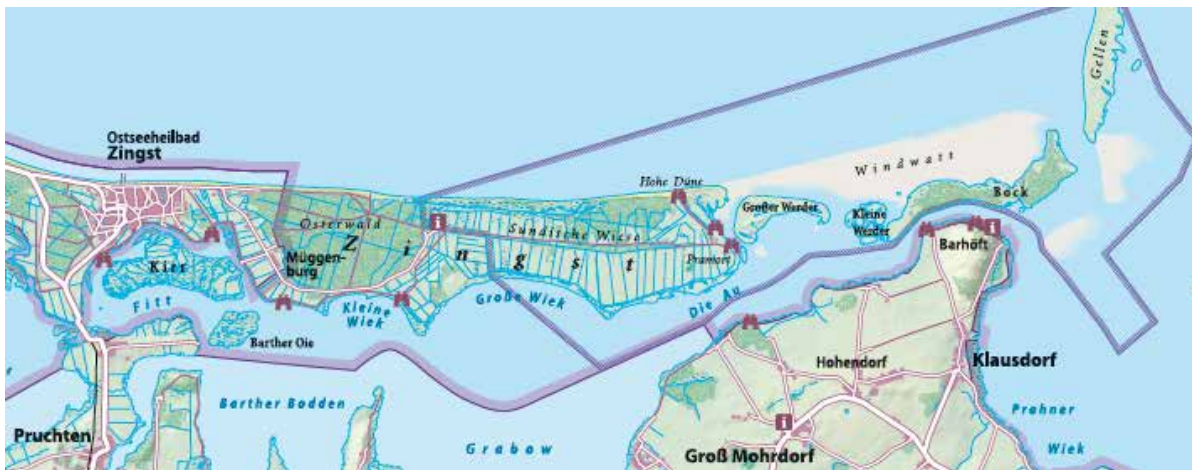 Gellen
Ostseeheilbad
Zingst
Windwatt
Hohe Düne
Bock
Großer Werder
Kleine
Werder
Osterwald
Sundische Wiese
Zingst
Barhöft
Pramort
Kirr
Müggen-
burg
Große Wiek
Die Au
Fitt
Kleine
Wiek
Barther Oie
Hohendorf
Klausdorf
Barther Bodden
Prohner
Wiek
Pruchten
Grabow
Groß Mohrdorf
i
i
i